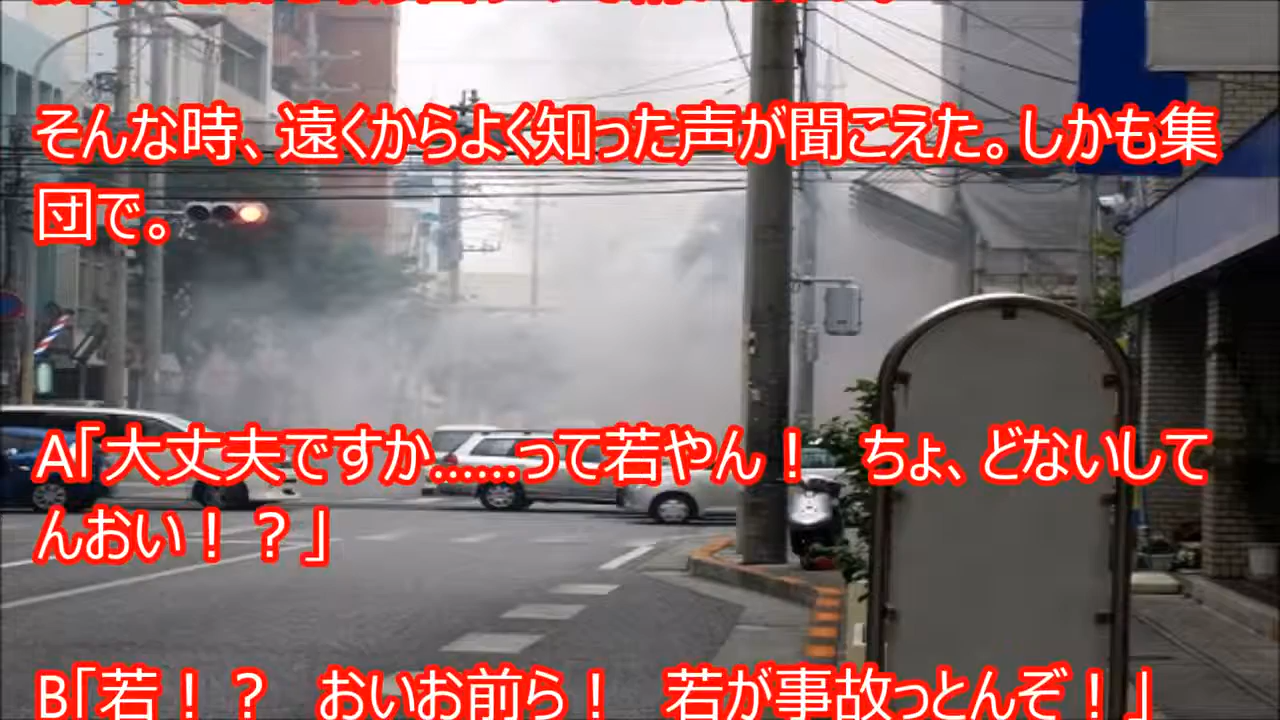 そんな時、遠くからよく知った声が聞こえた。しかも集
団で。
A「大丈夫ですか……って若やん！　ちょ、どないして
んおい！？」
B「若！？　おいお前ら！　若が事故っとんぞ！」